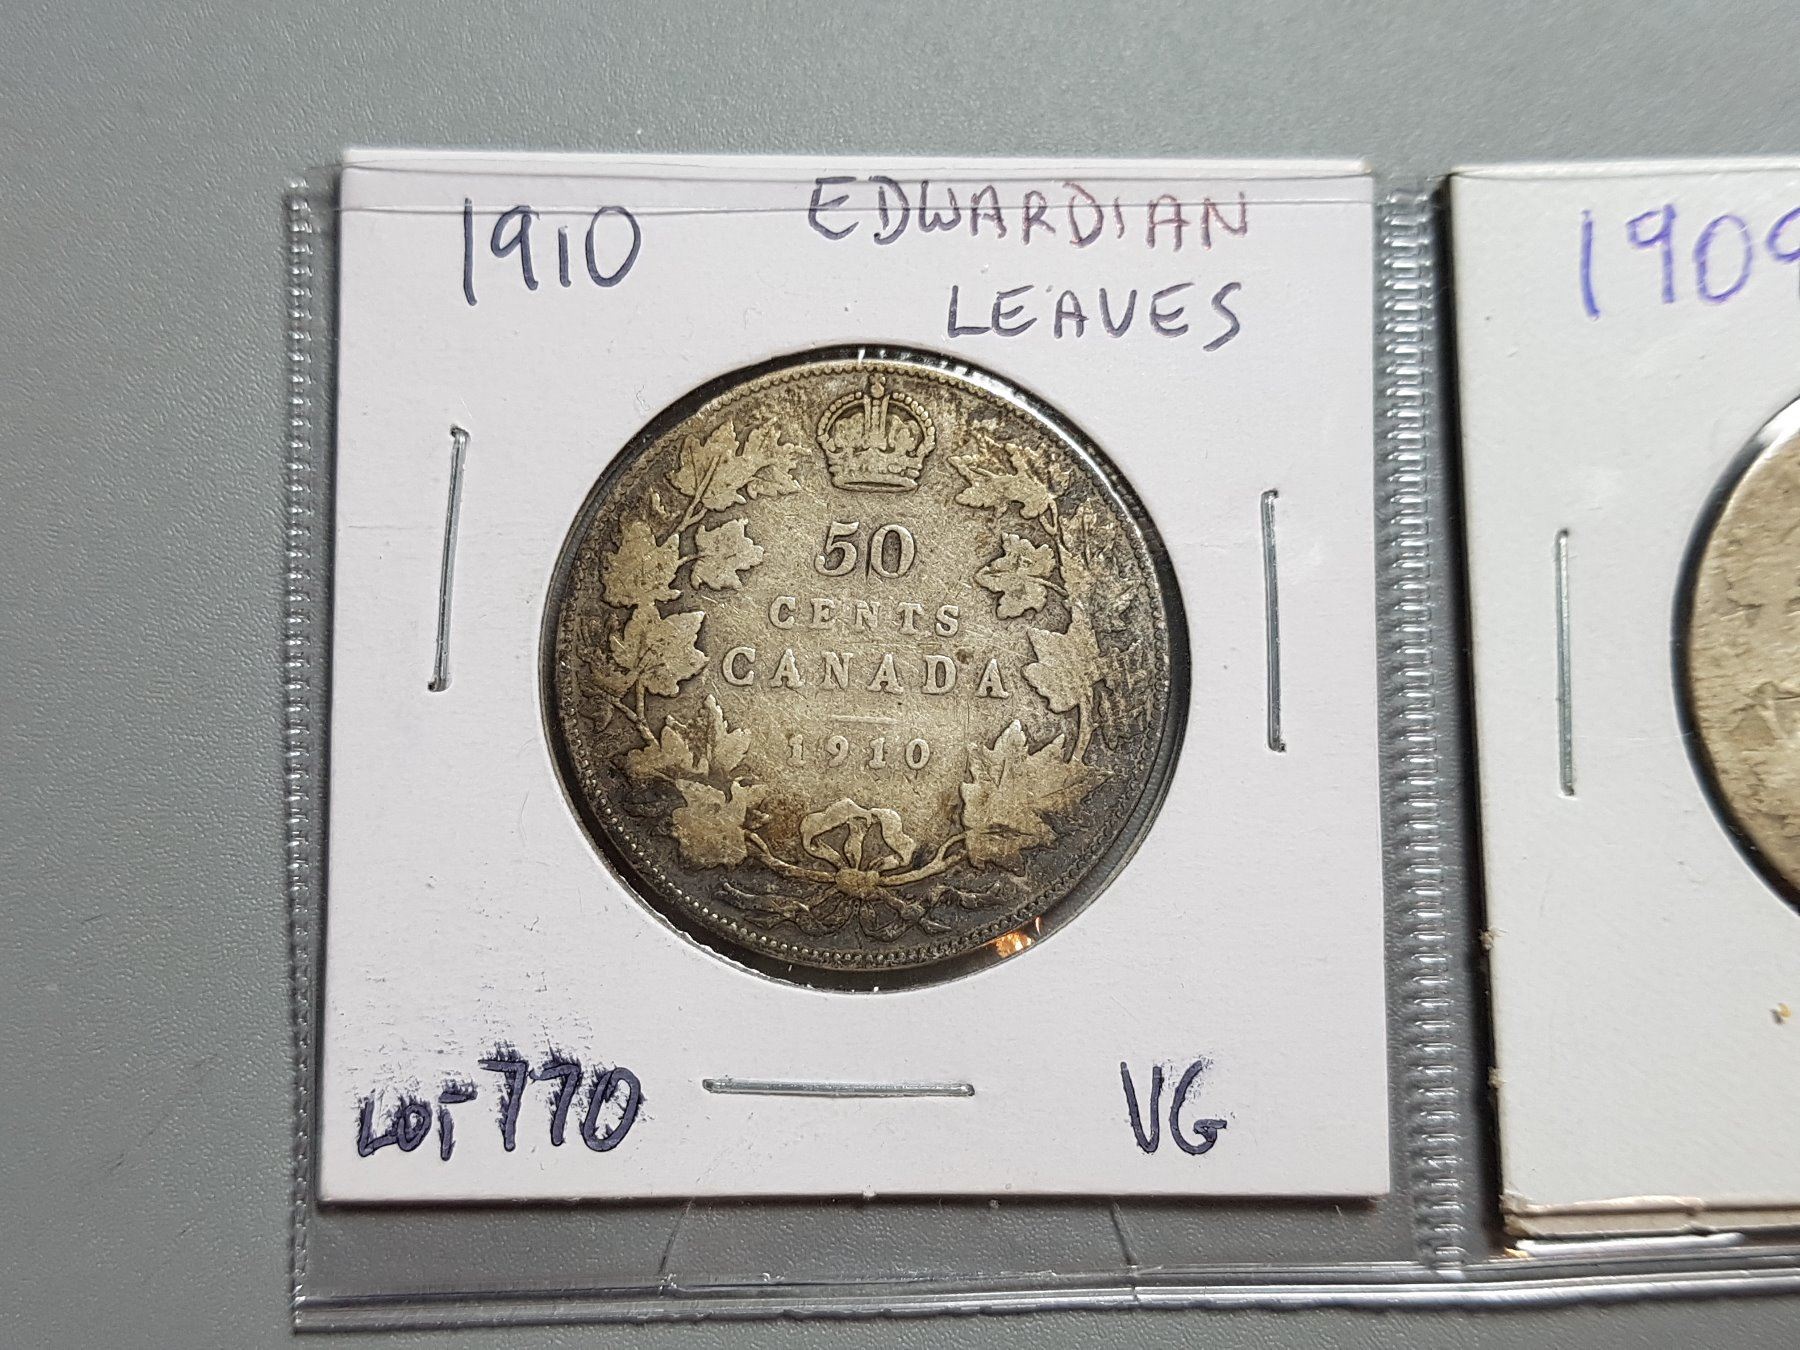 1910
EDWARDIAN
LEAVES
50
CENTS
CANADA
1910
LOT 770
VG
1909